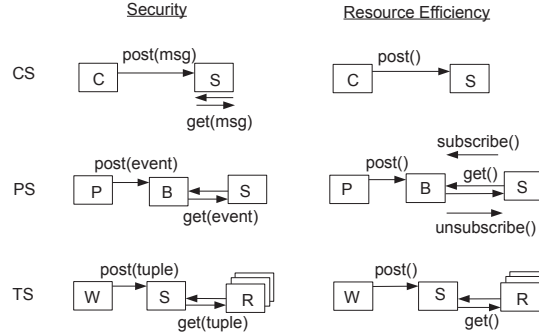 Security Resource Efficiency
CS
post(msg)
C S
get(msg)
post()
C S
PS
post(event)
P B S
get(event)
subscribe()
post() get()
P B S
unsubscribe()
TS
post(tuple)
W S R
get(tuple)
post()
W S R
get()